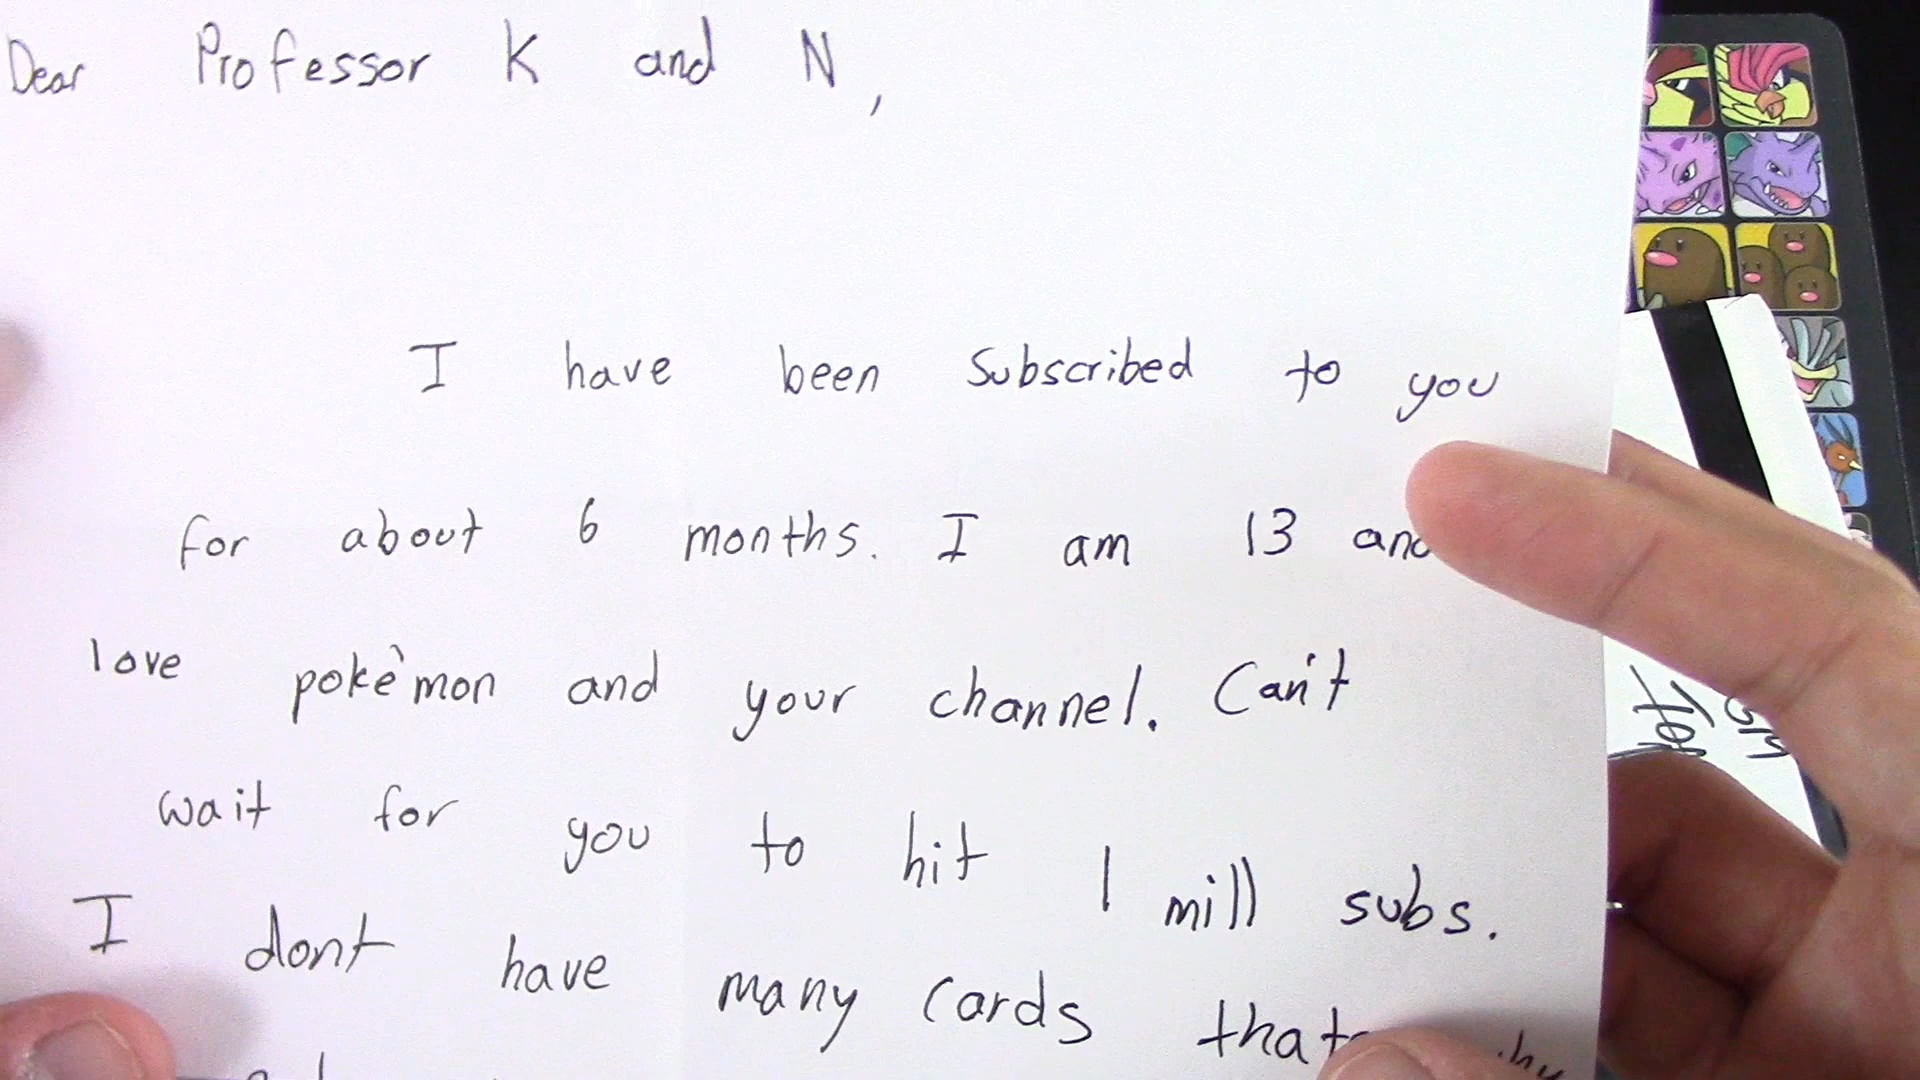 Dear Professor K and N,
I have been subscribed to you
for about 6 months. I am 13 and
love pokèmon and your channel. Can't
wait for you to hit 1 mill subs.
I dont have many cards that